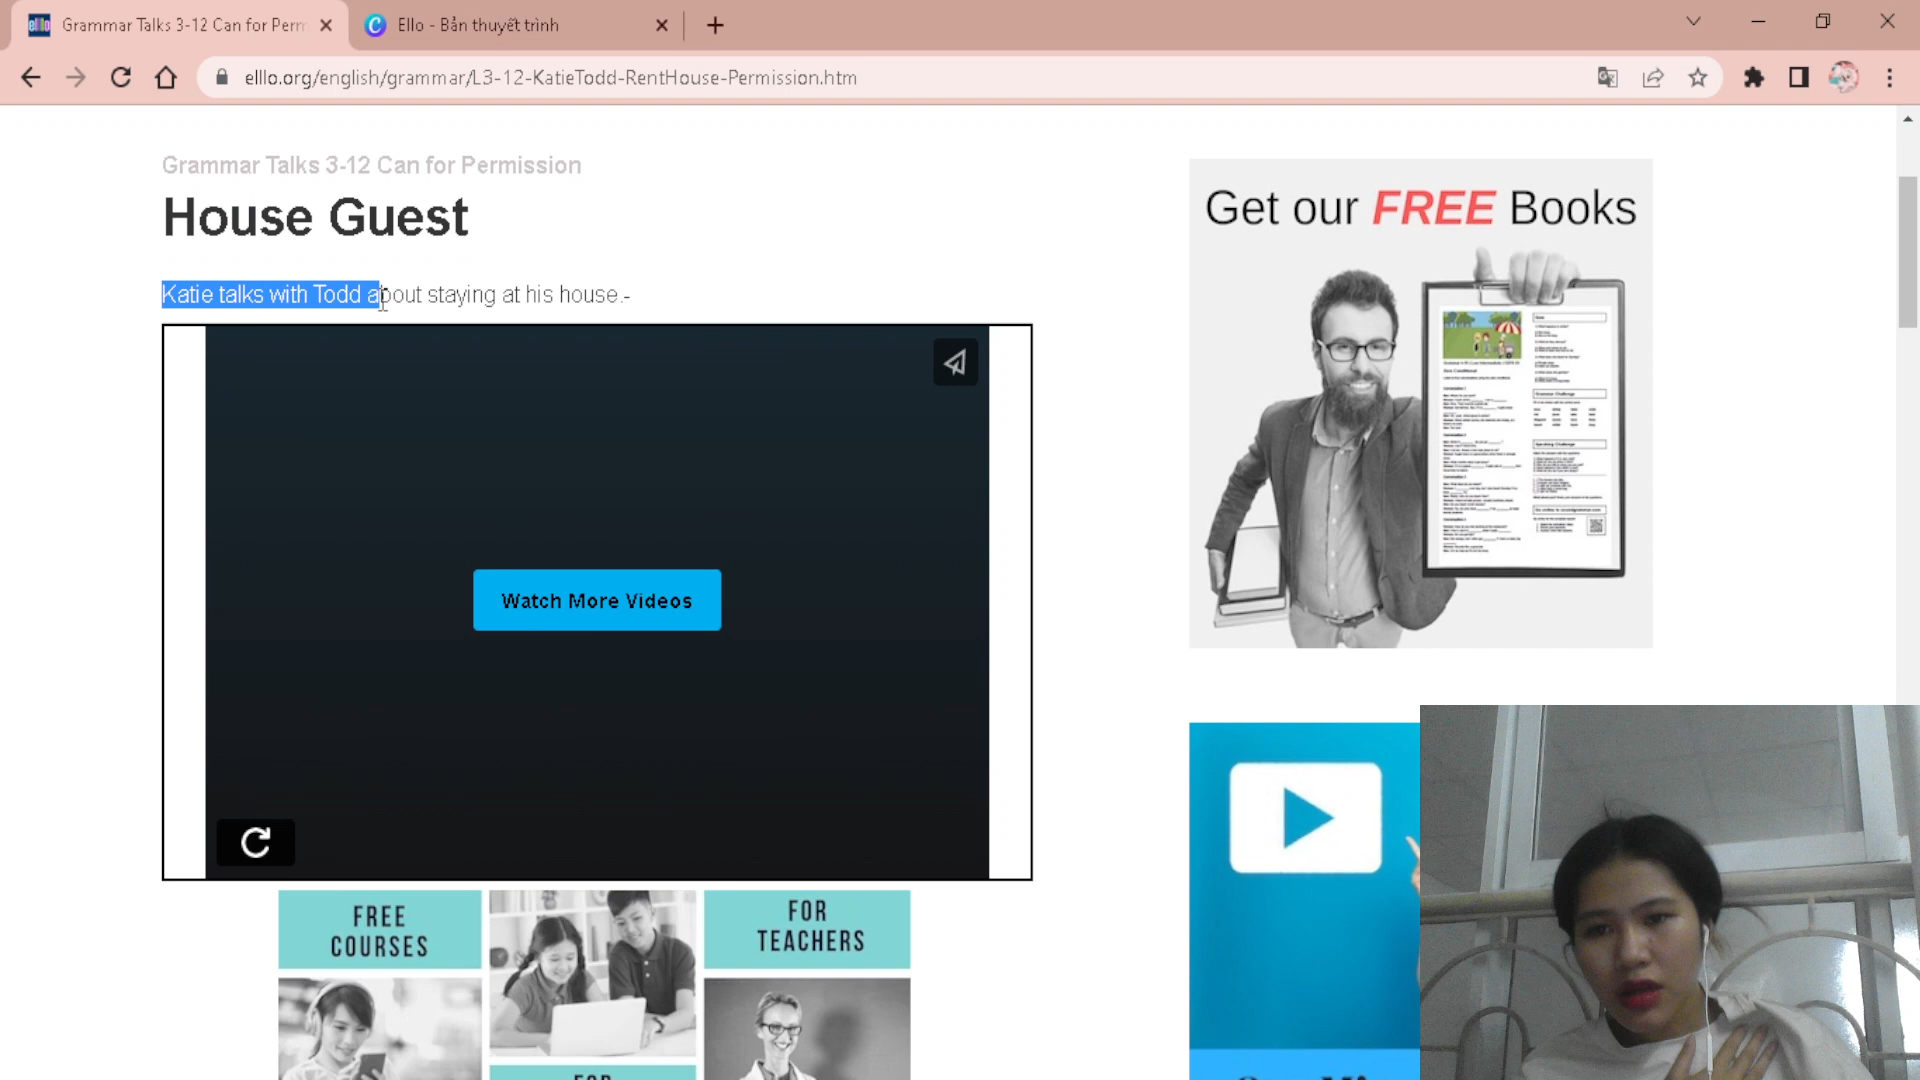 Grammar Talks 3-12 Can for Perm
Ello - Bản thuyết trình
elllo.org/english/grammar/L3-12-KatieTodd-RentHouse-Permission.htm
Grammar Talks 3-12 Can for Permission
House Guest
Katie talks with Todd about staying at his house.-
Get our FREE Books
Watch More Videos
FREE
COURSES
FOR
TEACHERS
FOR